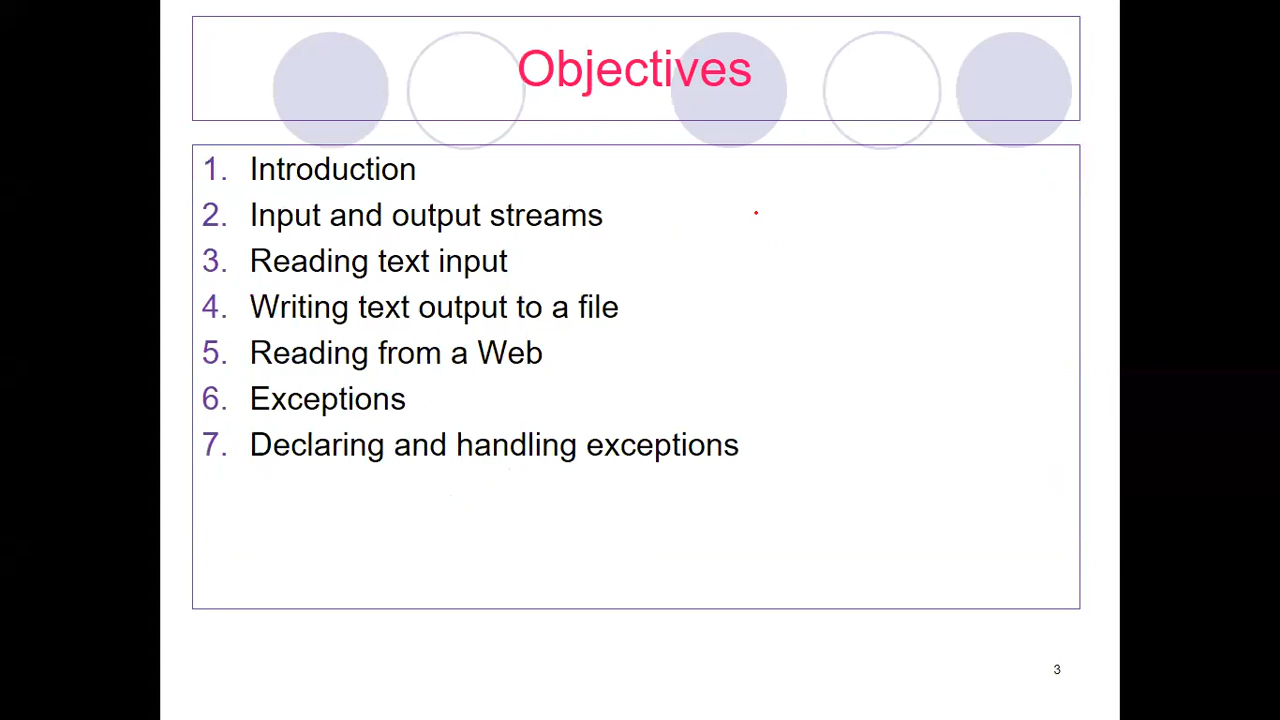 Objectives
1. Introduction
2. Input and output streams
3. Reading text input
4. Writing text output to a file
5. Reading from a Web
6. Exceptions
7. Declaring and handling exceptions
3